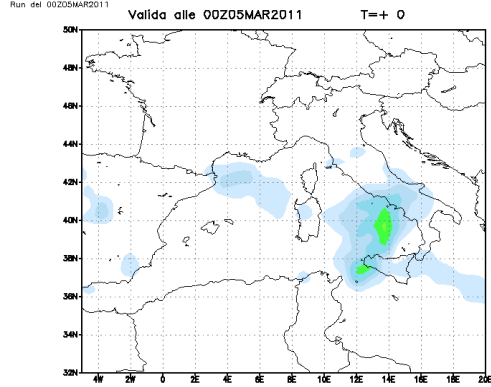 Run del 00Z05MAR2011
Valida alle 00Z05MAR2011 T=+ 0
50N
48N
46N
44N
42N
40N
38N
36N
34N
32N
4W 2W 0 2E 4E 6E 8E 10E 12E 14E 16E 18E 20E